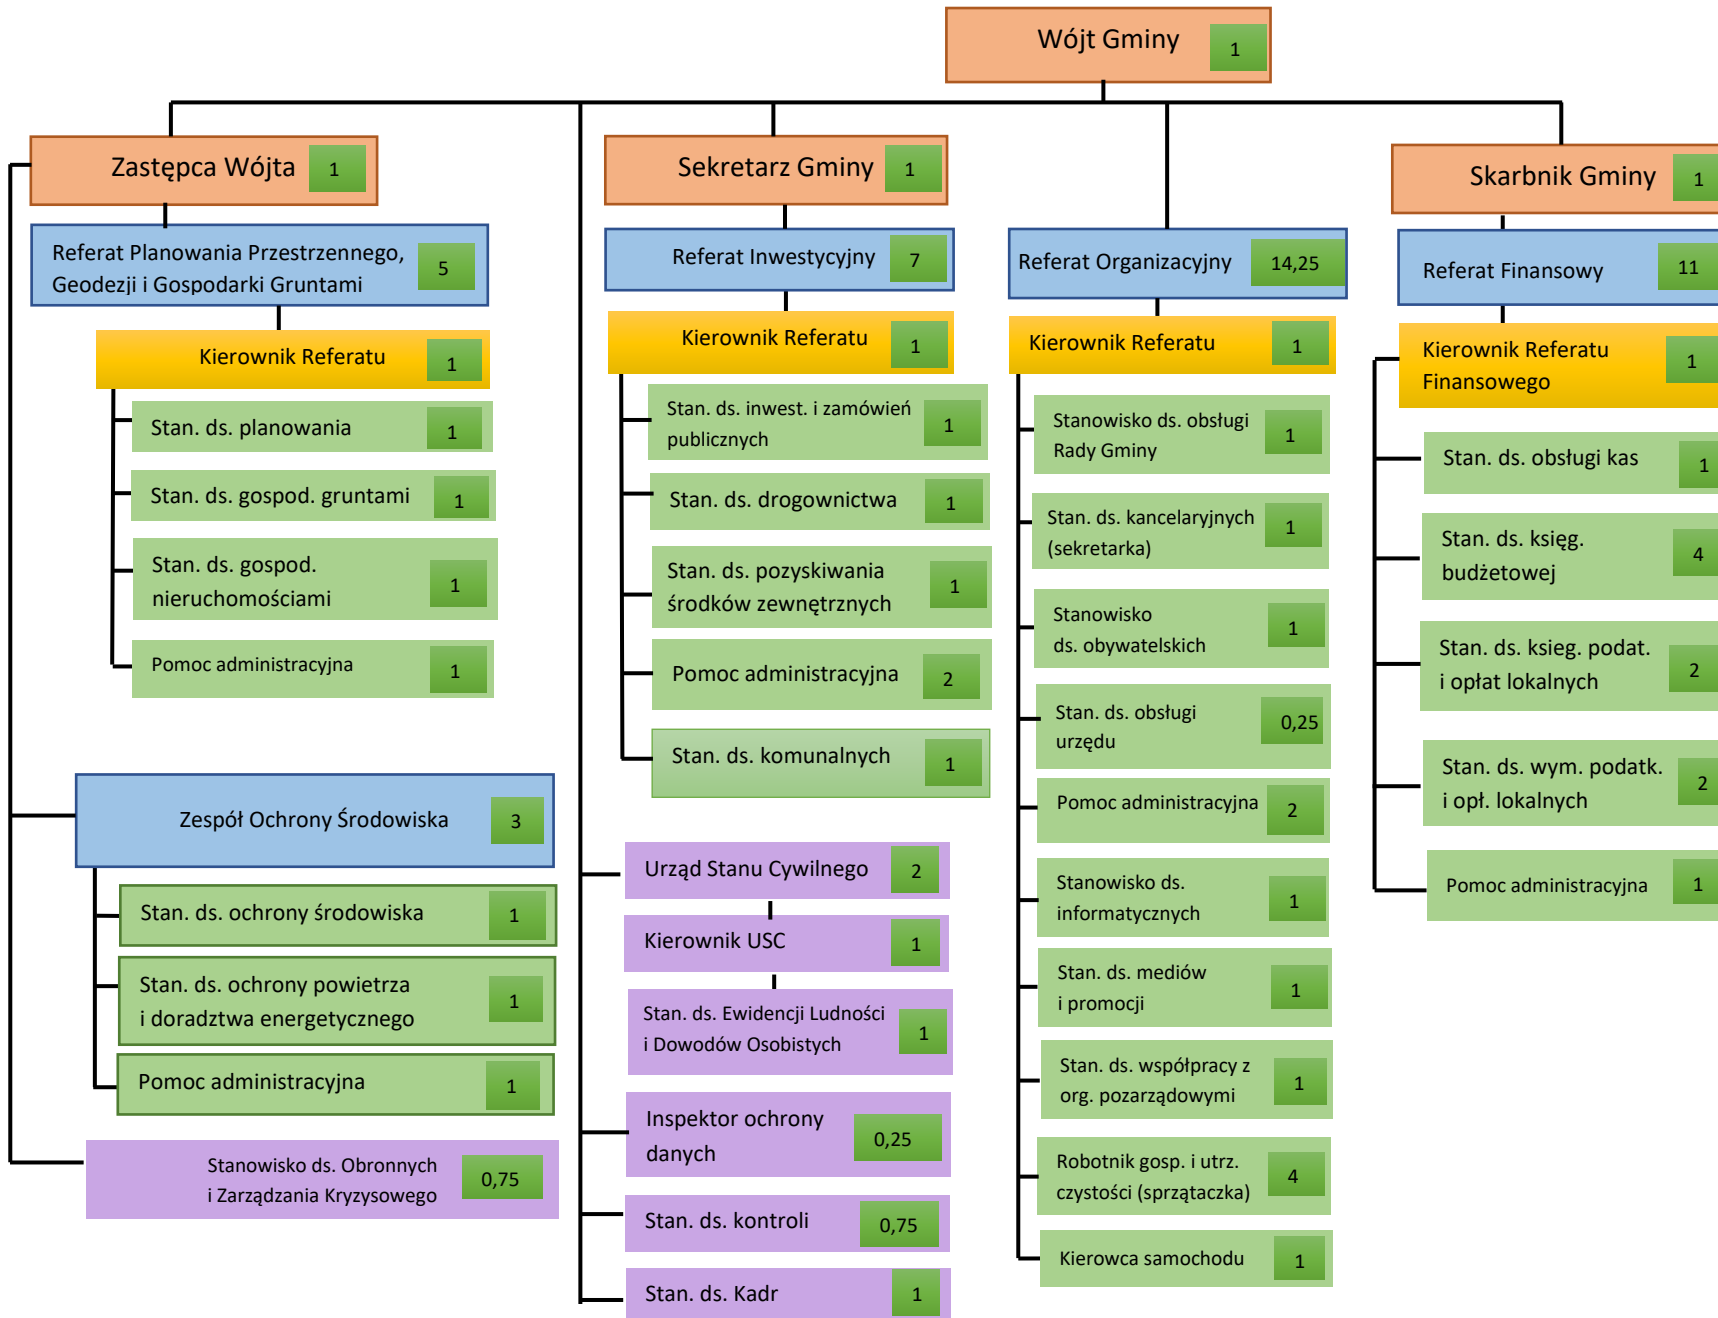 Wójt Gminy 1
Zastępca Wójta 1
Referat Planowania Przestrzennego,
Geodezji i Gospodarki Gruntami
5
Kierownik Referatu 1
Stan. ds. planowania 1
Stan. ds. gospod. gruntami 1
Stan. ds. gospod.
nieruchomościami
1
Pomoc administracyjna 1
Zespół Ochrony Środowiska 3
Stan. ds. ochrony środowiska 1
Stan. ds. ochrony powietrza
i doradztwa energetycznego
1
Pomoc administracyjna 1
Stanowisko ds. Obronnych
i Zarządzania Kryzysowego
0,75
Sekretarz Gminy 1
Referat Inwestycyjny 7
Kierownik Referatu 1
Stan. ds. inwest. i zamówień
publicznych
1
Stan. ds. drogownictwa 1
Stan. ds. pozyskiwania
środków zewnętrznych
1
Pomoc administracyjna 2
Stan. ds. komunalnych 1
Urząd Stanu Cywilnego 2
Kierownik USC 1
Stan. ds. Ewidencji Ludności
i Dowodów Osobistych
1
Inspektor ochrony
danych
0,25
Stan. ds. kontroli 0,75
Stan. ds. Kadr 1
Referat Organizacyjny 14,25
Kierownik Referatu 1
Stanowisko ds. obsługi
Rady Gminy
1
Stan. ds. kancelaryjnych
(sekretarka)
1
Stanowisko
ds. obywatelskich
1
Stan. ds. obsługi
urzędu
0,25
Pomoc administracyjna 2
Stanowisko ds.
informatycznych
1
Stan. ds. mediów
i promocji
1
Stan. ds. współpracy z
org. pozarządowymi
1
Robotnik gosp. i utrz.
czystości (sprzątaczka)
4
Kierowca samochodu 1
Skarbnik Gminy 1
Referat Finansowy 11
Kierownik Referatu
Finansowego
1
Stan. ds. obsługi kas 1
Stan. ds. księg.
budżetowej
4
Stan. ds. ksieg. podat.
i opłat lokalnych
2
Stan. ds. wym. podatk.
i opł. lokalnych
2
Pomoc administracyjna 1